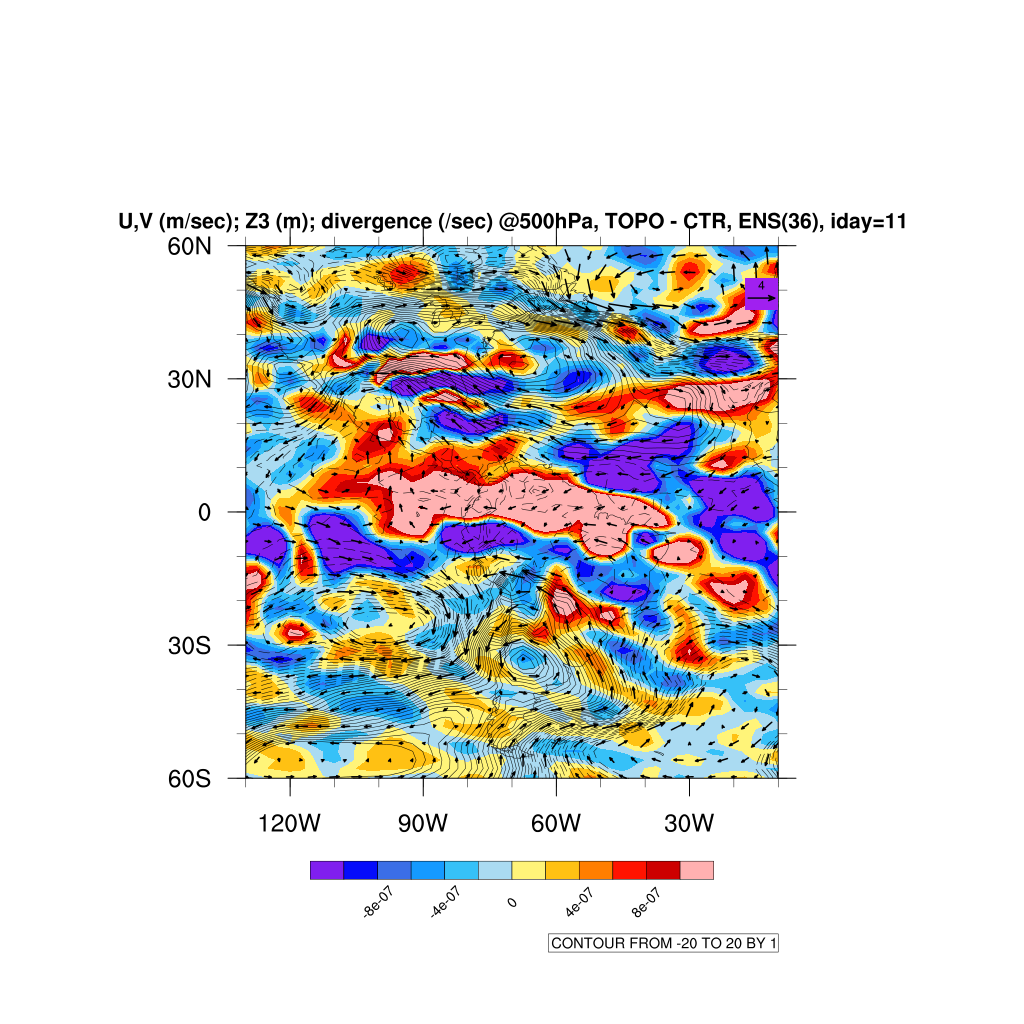 U,V (m/sec); Z3 (m); divergence (/sec) @500hPa, TOPO - CTR, ENS(36), iday=11
60N
4
30N
0
30S
60S
120W 90W 60W 30W
-8e-07 -4e-07 0 4e-07 8e-07
CONTOUR FROM -20 TO 20 BY 1